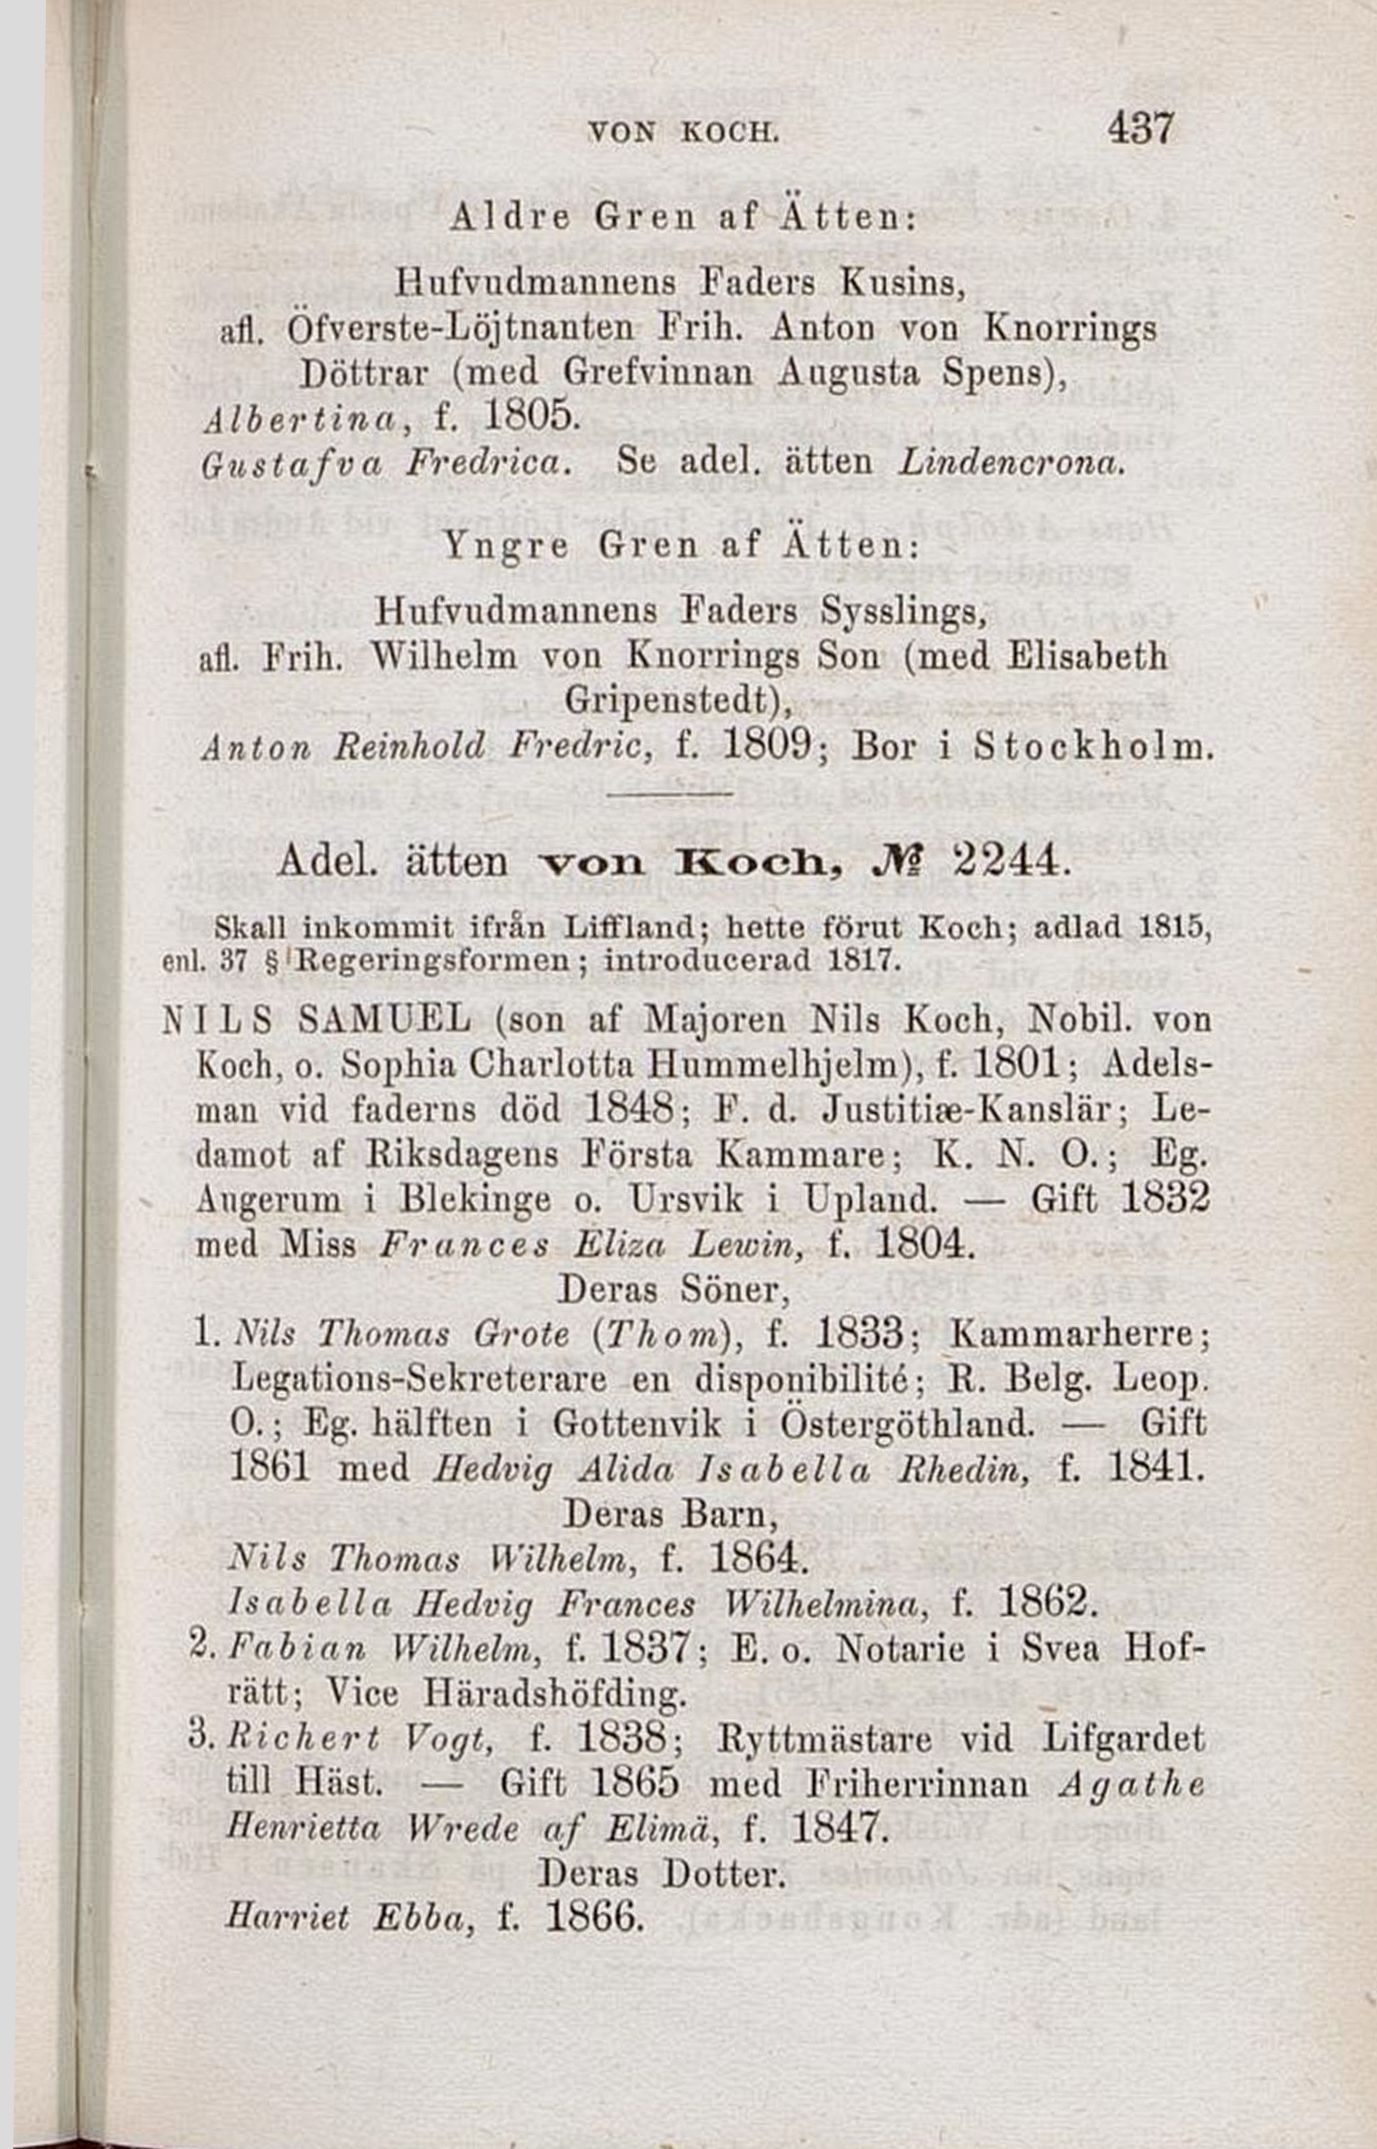 VON KOCH. 437
Aldre Gren af Ätten:
Hufvudmannens Faders Kusins,
afl. Öfverste-Löjtnanten Frih. Anton von Knorrings
Döttrar (med Grefvinnan Augusta Spens),
Albertina, f. 1805.
Gustafva Fredrica. Se adel. ätten Lindencrona.
Yngre Gren af Ätten:
Hufvudmannens Faders Sysslings,
afl. Frih. Wilhelm von Knorrings Son (med Elisabeth
Gripenstedt),
Anton Reinhold Fredric, f. 1809; Bor i Stockholm.
Adel. ätten von Koch, № 2244.
Skall inkommit ifrån Liffland; hette förut Koch; adlad 1815,
enl. 37 § Regeringsformen; introducerad 1817.
NILS SAMUEL (son af Majoren Nils Koch, Nobil. von
Koch, o. Sophia Charlotta Hummelhjelm), f. 1801; Adels-
man vid faderns död 1848; F. d. Justitiæ-Kanslär; Le-
damot af Riksdagens Första Kammare; K. N. O.; Eg.
Angerum i Blekinge o. Ursvik i Upland. — Gift 1832
med Miss Frances Eliza Lewin, f. 1804.
Deras Söner,
1. Nils Thomas Grote (Thom), f. 1833; Kammarherre;
Legations-Sekreterare en disponibilité; R. Belg. Leop.
O.; Eg. hälften i Gottenvik i Östergöthland. — Gift
1861 med Hedvig Alida Isabella Rhedin, f. 1841.
Deras Barn,
Nils Thomas Wilhelm, f. 1864.
Isabella Hedvig Frances Wilhelmina, f. 1862.
2. Fabian Wilhelm, f. 1837; E. o. Notarie i Svea Hof-
rätt; Vice Häradshöfding.
3. Richert Vogt, f. 1838; Ryttmästare vid Lifgardet
till Häst. — Gift 1865 med Friherrinnan Agathe
Henrietta Wrede af Elimä, f. 1847.
Deras Dotter.
Harriet Ebba, f. 1866.